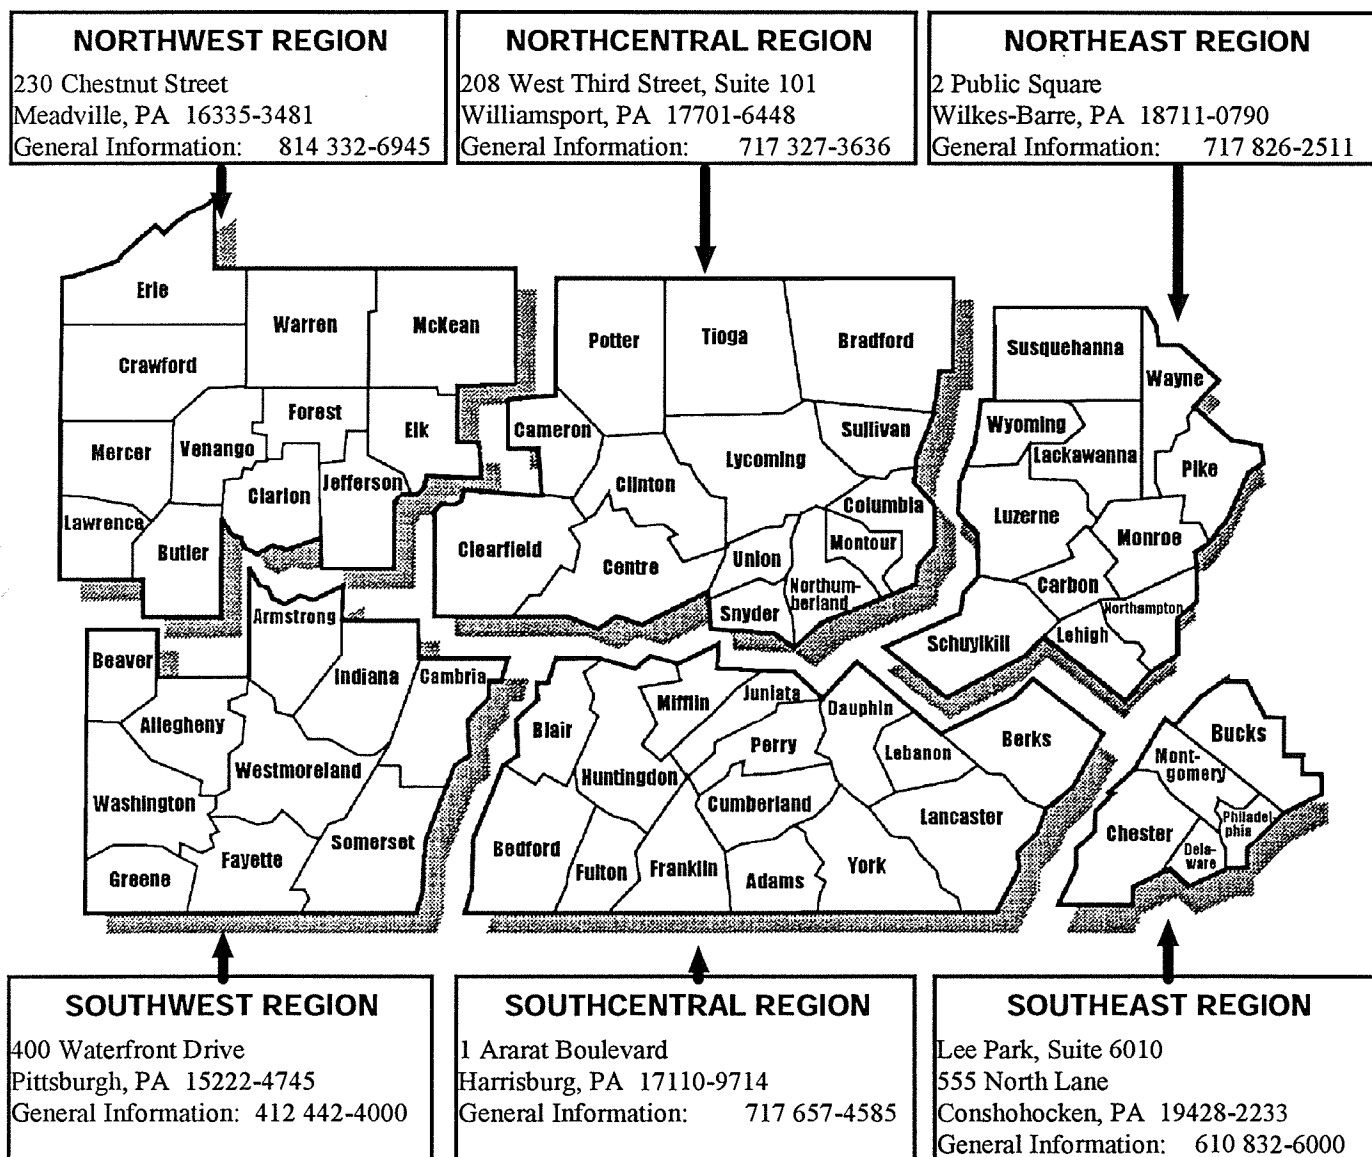 NORTHWEST REGION
230 Chestnut Street
Meadville, PA 16335-3481
General Information: 814 332-6945
NORTHCENTRAL REGION
208 West Third Street, Suite 101
Williamsport, PA 17701-6448
General Information: 717 327-3636
NORTHEAST REGION
2 Public Square
Wilkes-Barre, PA 18711-0790
General Information: 717 826-2511
Erie
Warren
McKean
Crawford
Forest
Elk
Mercer
Venango
Clarion
Jefferson
Lawrence
Butler
Potter
Tioga
Bradford
Cameron
Sullivan
Lycoming
Clinton
Columbia
Clearfield
Centre
Union
Montour
Northum-
berland
Snyder
Susquehanna
Wayne
Wyoming
Lackawanna
Pike
Luzerne
Monroe
Carbon
Northampton
Lehigh
Schuylkill
Armstrong
Beaver
Indiana
Cambria
Allegheny
Westmoreland
Washington
Somerset
Fayette
Greene
Mifflin
Juniata
Dauphin
Blair
Perry
Lebanon
Berks
Huntingdon
Cumberland
Lancaster
Bedford
Fulton
Franklin
Adams
York
Bucks
Mont-
gomery
Chester
Philadel-
phia
Dela-
ware
SOUTHWEST REGION
400 Waterfront Drive
Pittsburgh, PA 15222-4745
General Information: 412 442-4000
SOUTHCENTRAL REGION
1 Ararat Boulevard
Harrisburg, PA 17110-9714
General Information: 717 657-4585
SOUTHEAST REGION
Lee Park, Suite 6010
555 North Lane
Conshohocken, PA 19428-2233
General Information: 610 832-6000